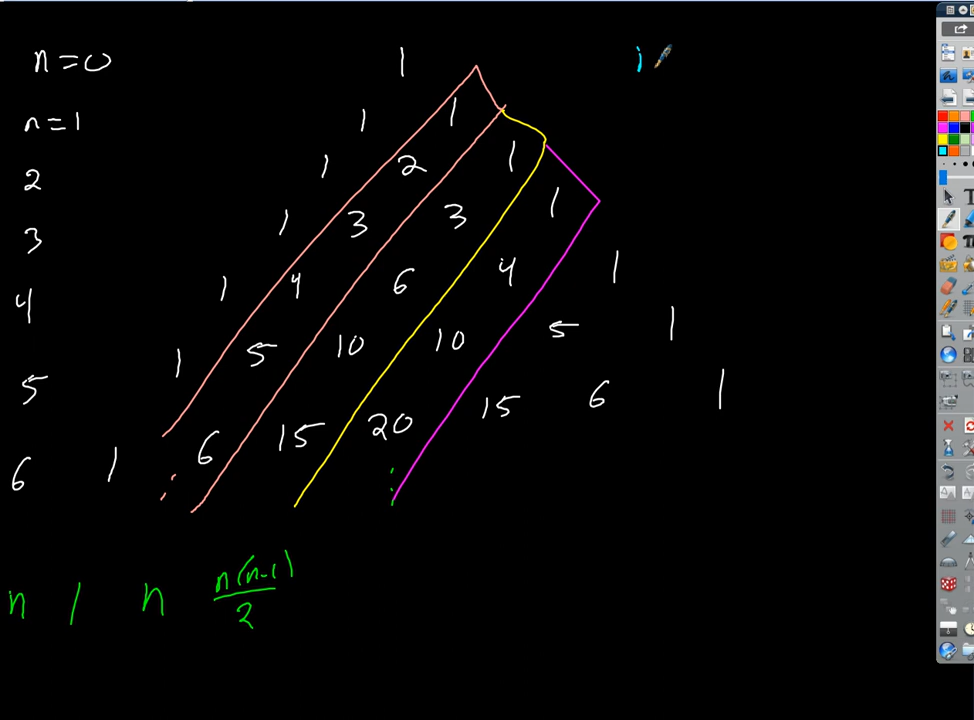 n=0 1 i
n=1 1 1
2 1 2 1
3 1 3 3 1
4 1 4 6 4 1
5 1 5 10 10 5 1
6 1 6 15 20 15 6 1
n 1 n n(n-1)/2